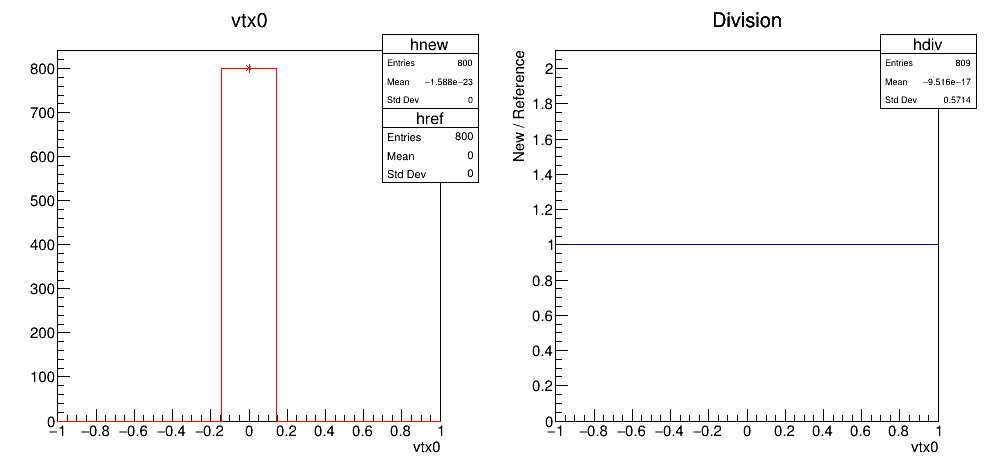 vtx0
hnew
Entries 800
Mean −1.588e−23
Std Dev 0
href
Entries 800
Mean 0
Std Dev 0
800
700
600
500
400
300
200
100
0
−1 −0.8 −0.6 −0.4 −0.2 0 0.2 0.4 0.6 0.8 1
vtx0
Division
hdiv
Entries 809
Mean −9.516e−17
Std Dev 0.5714
New / Reference
2
1.8
1.6
1.4
1.2
1
0.8
0.6
0.4
0.2
0
−1 −0.8 −0.6 −0.4 −0.2 0 0.2 0.4 0.6 0.8 1
vtx0